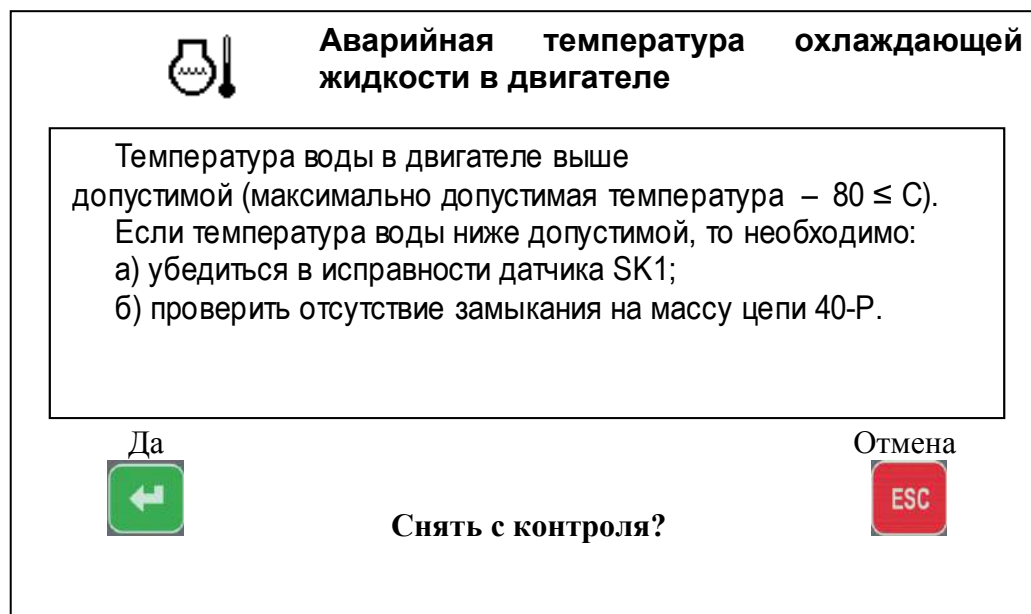 Аварийная температура охлаждающей
жидкости в двигателе
Температура воды в двигателе выше
допустимой (максимально допустимая температура – 80 ≤ С).
Если температура воды ниже допустимой, то необходимо:
а) убедиться в исправности датчика SK1;
б) проверить отсутствие замыкания на массу цепи 40-Р.
Да
Отмена
ESC
Снять с контроля?